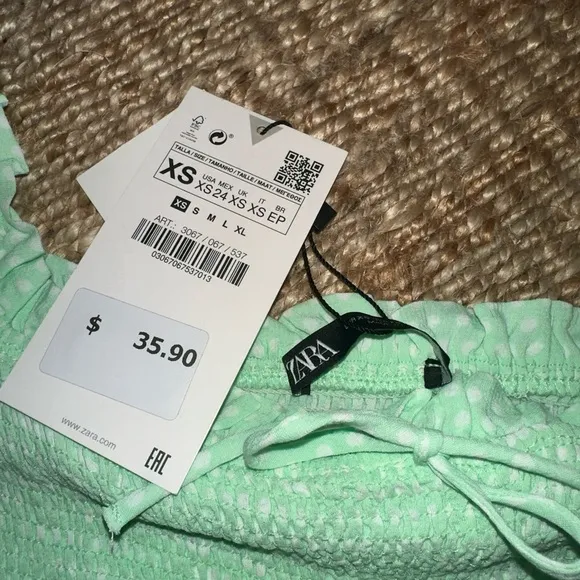 TALLA / SIZE / TAMANHO / TAILLE / MAAT / ΜΕΓΕΘΟΣ
XS
USA MEX UK IT BR
XS 24 XS XS EP
XS S M L XL
ART.: 3067 / 067 / 537
03067067537013
$ 35.90
www.zara.com
EAC
ZARA